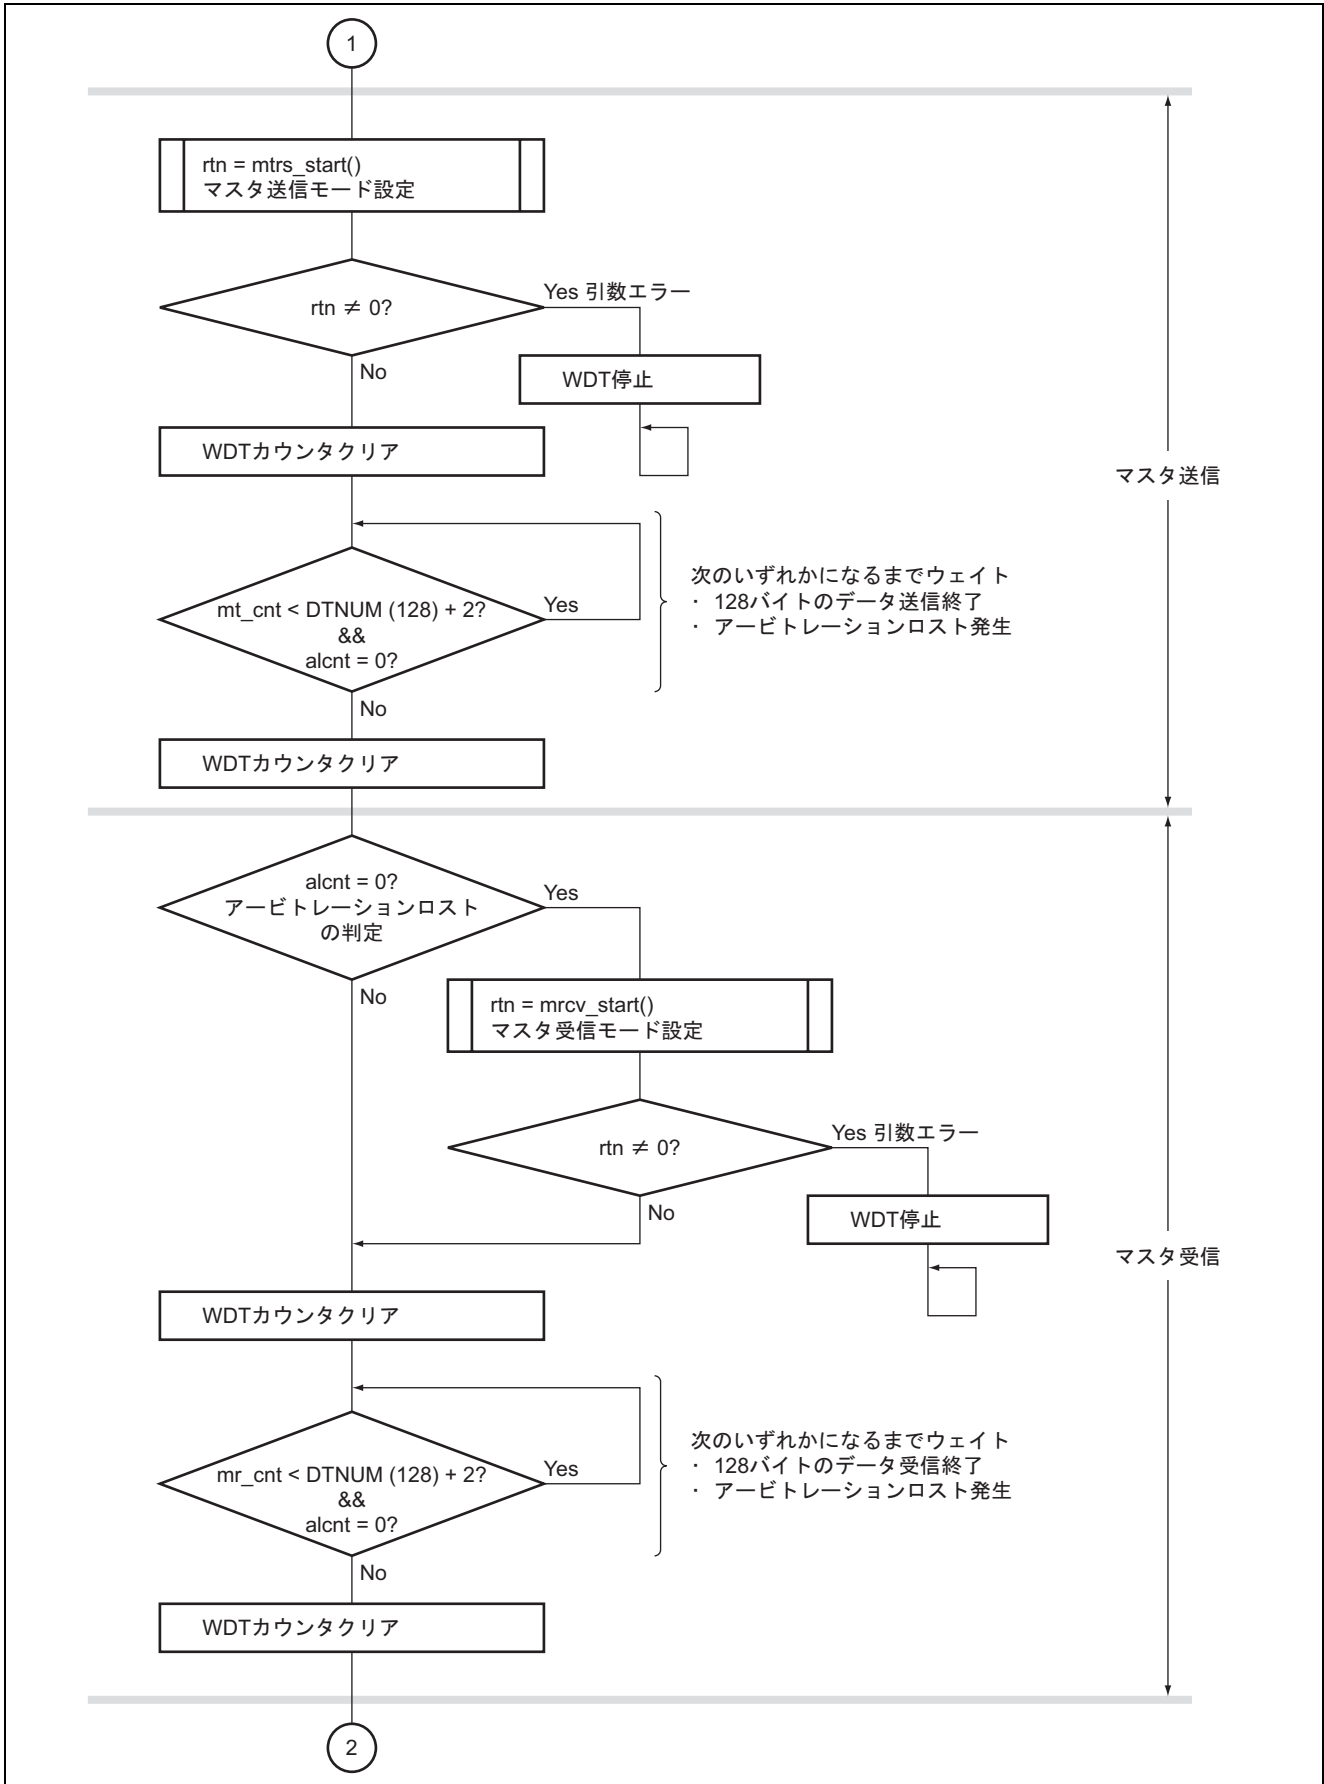 1
rtn = mtrs_start()
マスタ送信モード設定
rtn ≠ 0?
Yes 引数エラー
No
WDT停止
WDTカウンタクリア
マスタ送信
mt_cnt < DTNUM (128) + 2?
&&
alcnt = 0?
Yes
次のいずれかになるまでウェイト
・ 128バイトのデータ送信終了
・ アービトレーションロスト発生
No
WDTカウンタクリア
alcnt = 0?
アービトレーションロスト
の判定
Yes
No
rtn = mrcv_start()
マスタ受信モード設定
rtn ≠ 0?
Yes 引数エラー
No
WDT停止
マスタ受信
WDTカウンタクリア
mr_cnt < DTNUM (128) + 2?
&&
alcnt = 0?
Yes
次のいずれかになるまでウェイト
・ 128バイトのデータ受信終了
・ アービトレーションロスト発生
No
WDTカウンタクリア
2